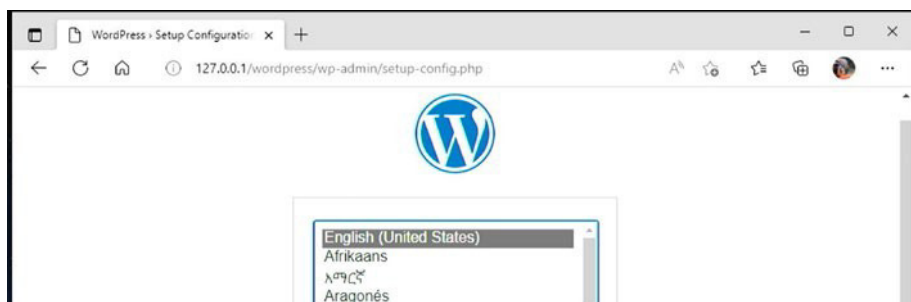 WordPress › Setup Configuration
127.0.0.1/wordpress/wp-admin/setup-config.php
English (United States)
Afrikaans
አማርኛ
Aragonés